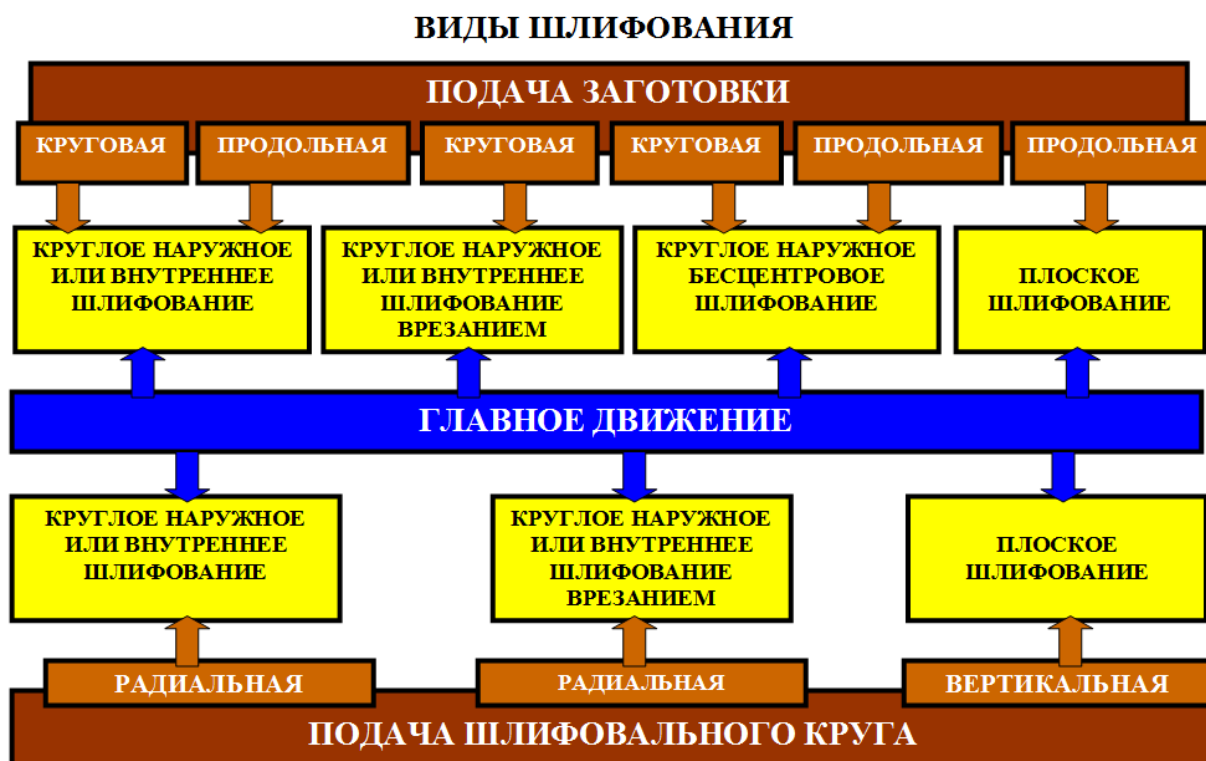 ВИДЫ ШЛИФОВАНИЯ
ПОДАЧА ЗАГОТОВКИ
КРУГОВАЯ
ПРОДОЛЬНАЯ
КРУГОВАЯ
КРУГОВАЯ
ПРОДОЛЬНАЯ
ПРОДОЛЬНАЯ
КРУГЛОЕ НАРУЖНОЕ
ИЛИ ВНУТРЕННЕЕ
ШЛИФОВАНИЕ
КРУГЛОЕ НАРУЖНОЕ
ИЛИ ВНУТРЕННЕЕ
ШЛИФОВАНИЕ
ВРЕЗАНИЕМ
КРУГЛОЕ НАРУЖНОЕ
БЕСЦЕНТРОВОЕ
ШЛИФОВАНИЕ
ПЛОСКОЕ
ШЛИФОВАНИЕ
ГЛАВНОЕ ДВИЖЕНИЕ
КРУГЛОЕ НАРУЖНОЕ
ИЛИ ВНУТРЕННЕЕ
ШЛИФОВАНИЕ
КРУГЛОЕ НАРУЖНОЕ
ИЛИ ВНУТРЕННЕЕ
ШЛИФОВАНИЕ
ВРЕЗАНИЕМ
ПЛОСКОЕ
ШЛИФОВАНИЕ
РАДИАЛЬНАЯ
РАДИАЛЬНАЯ
ВЕРТИКАЛЬНАЯ
ПОДАЧА ШЛИФОВАЛЬНОГО КРУГА